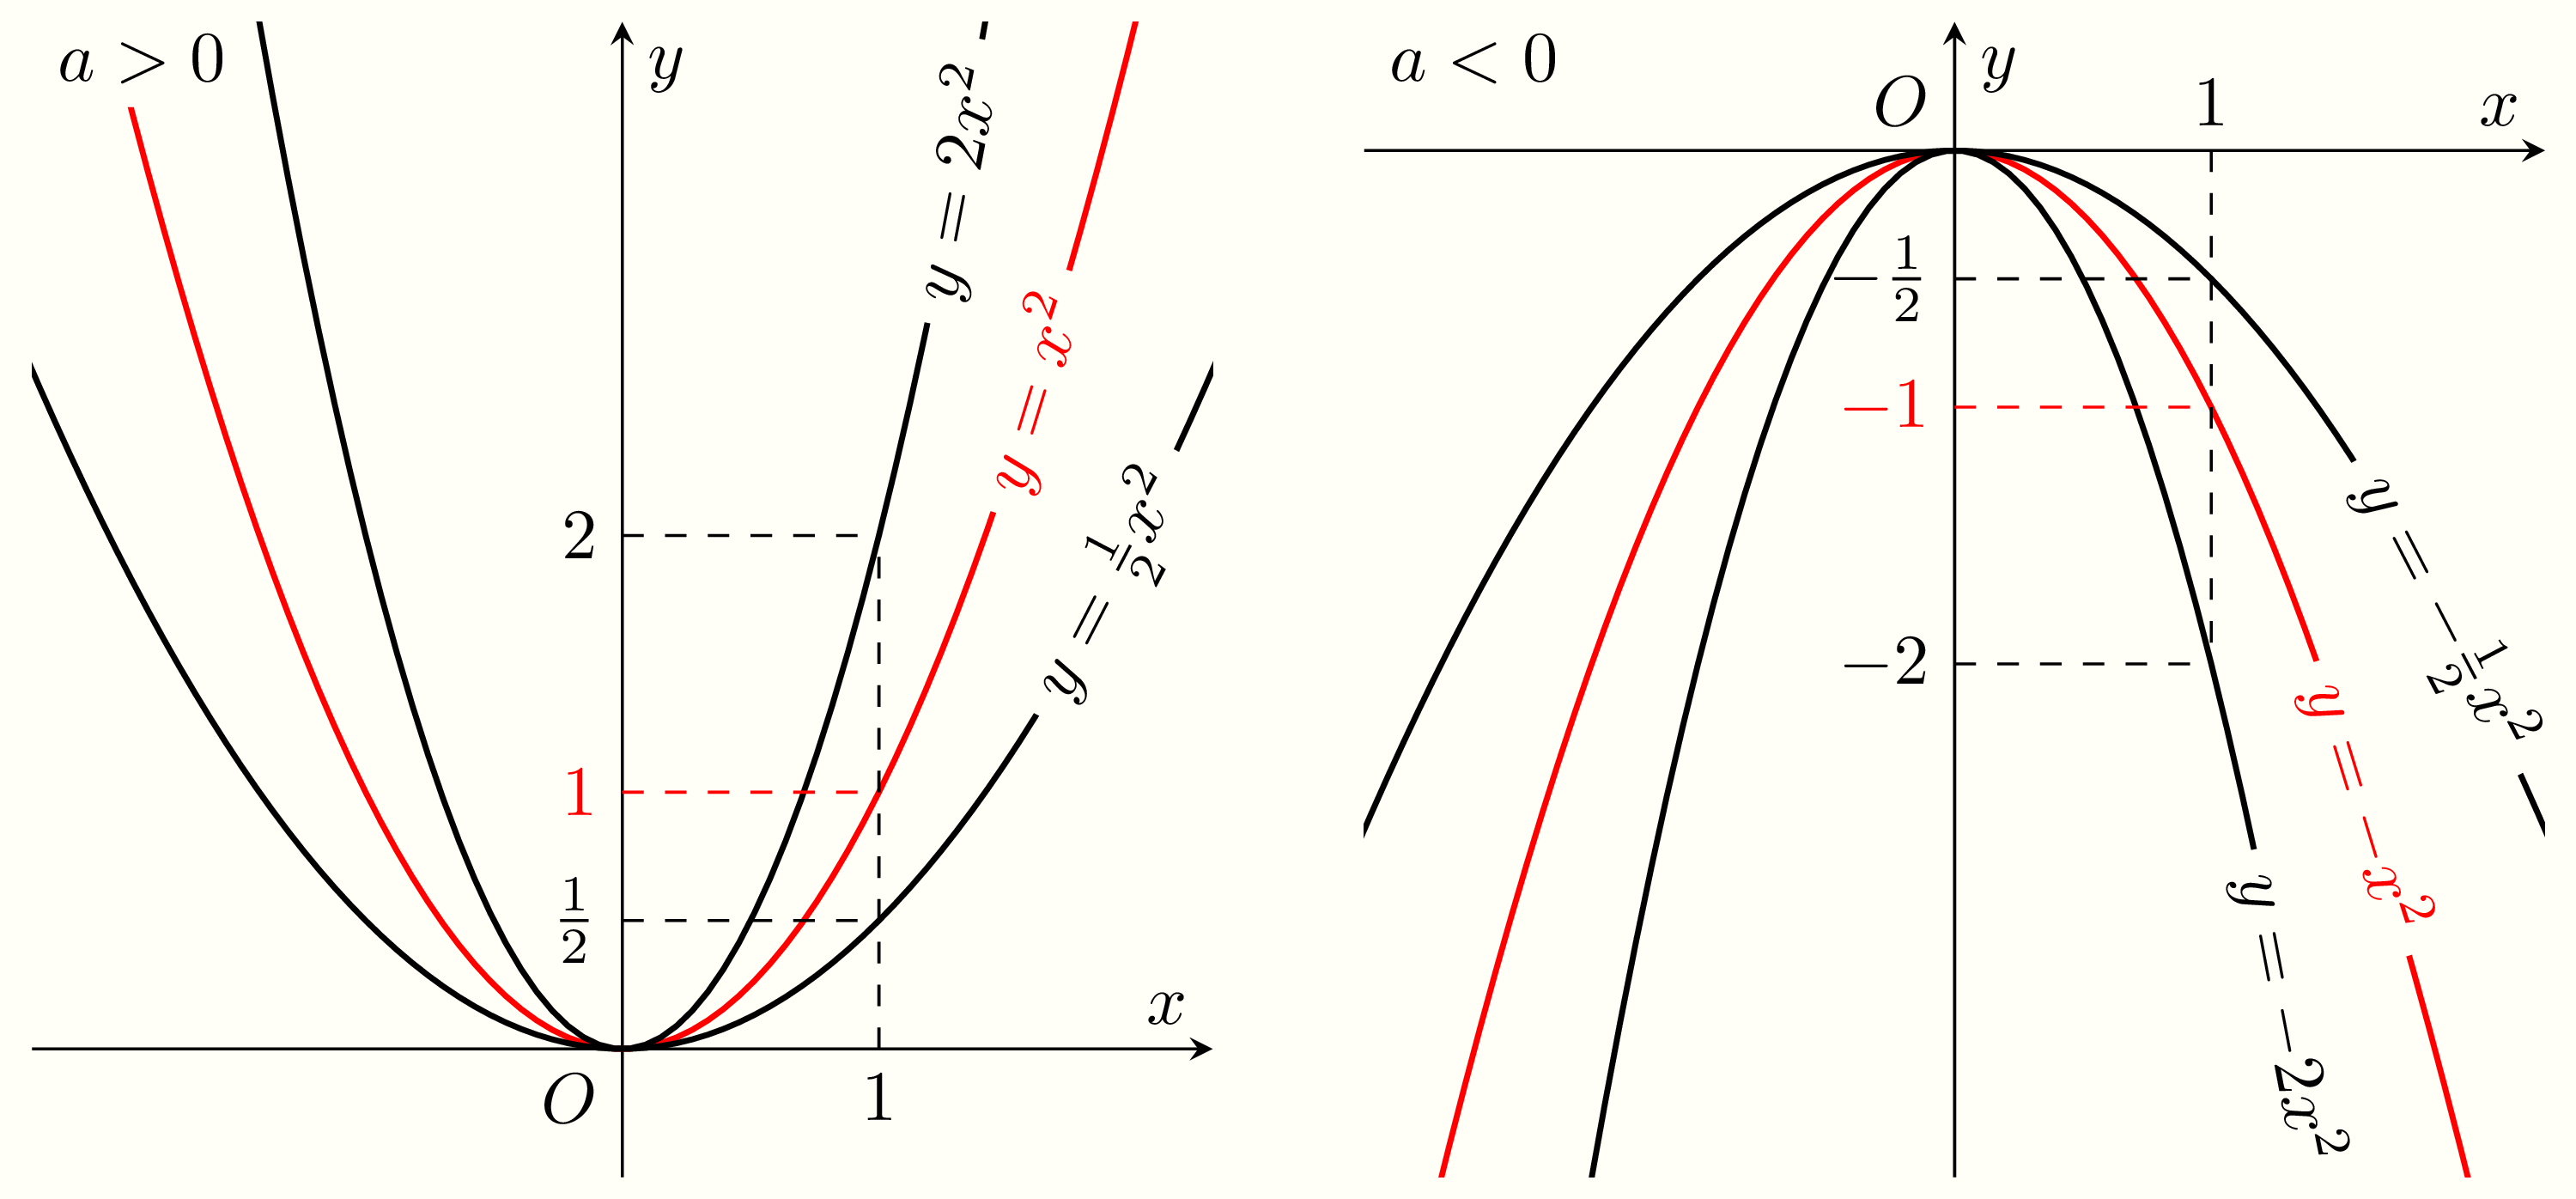 a > 0
y
y = 2x²
y = x²
y = ½x²
2
1
½
x
O
1
a < 0
y
O
1
x
−½
−1
−2
y = −½x²
y = −x²
y = −2x²